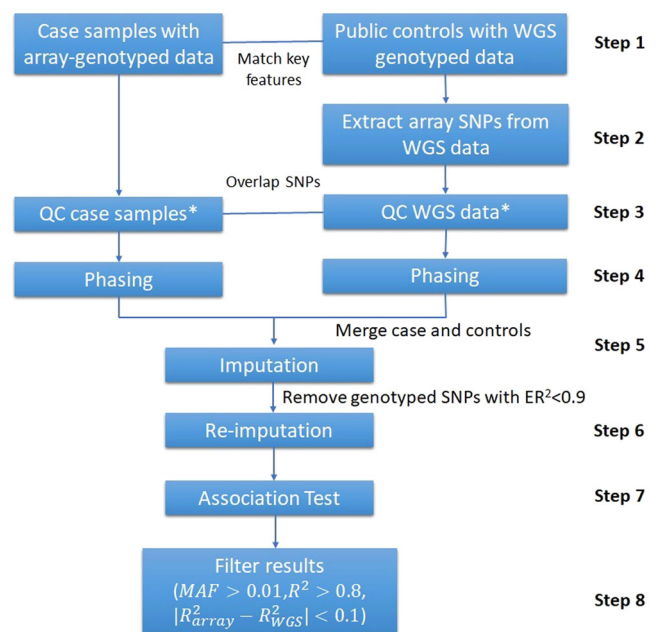 Case samples with
array-genotyped data
Match key
features
Public controls with WGS
genotyped data
Step 1
Extract array SNPs from
WGS data
Step 2
Overlap SNPs
QC case samples*
QC WGS data*
Step 3
Phasing
Phasing
Step 4
Merge case and controls
Imputation
Step 5
Remove genotyped SNPs with ER²<0.9
Re-imputation
Step 6
Association Test
Step 7
Filter results
(MAF > 0.01, R² > 0.8,
|R²array − R²WGS| < 0.1)
Step 8